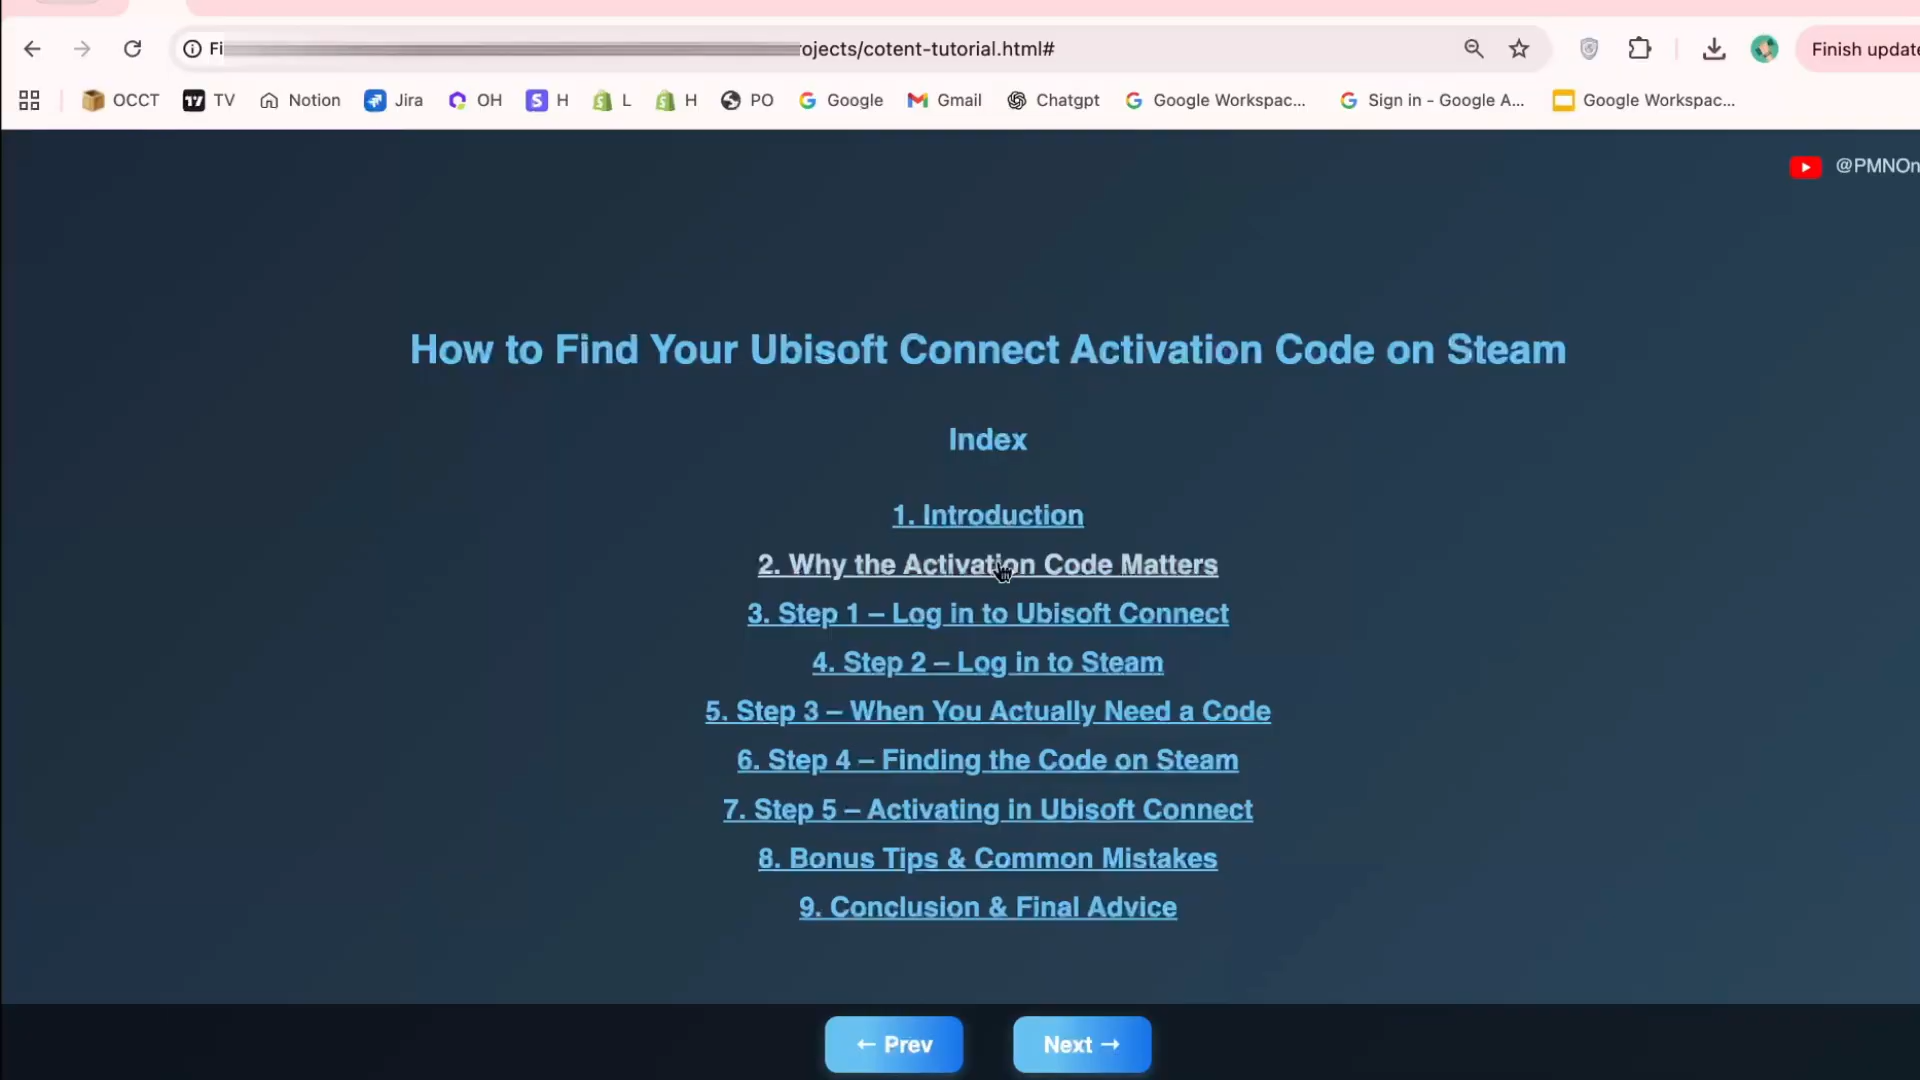 Fi rojects/cotent-tutorial.html#
Finish update
OCCT TV Notion Jira OH H L H PO Google Gmail Chatgpt Google Workspac... Sign in - Google A... Google Workspac...
@PMNOn
How to Find Your Ubisoft Connect Activation Code on Steam
Index
1. Introduction
2. Why the Activation Code Matters
3. Step 1 – Log in to Ubisoft Connect
4. Step 2 – Log in to Steam
5. Step 3 – When You Actually Need a Code
6. Step 4 – Finding the Code on Steam
7. Step 5 – Activating in Ubisoft Connect
8. Bonus Tips & Common Mistakes
9. Conclusion & Final Advice
← Prev
Next →